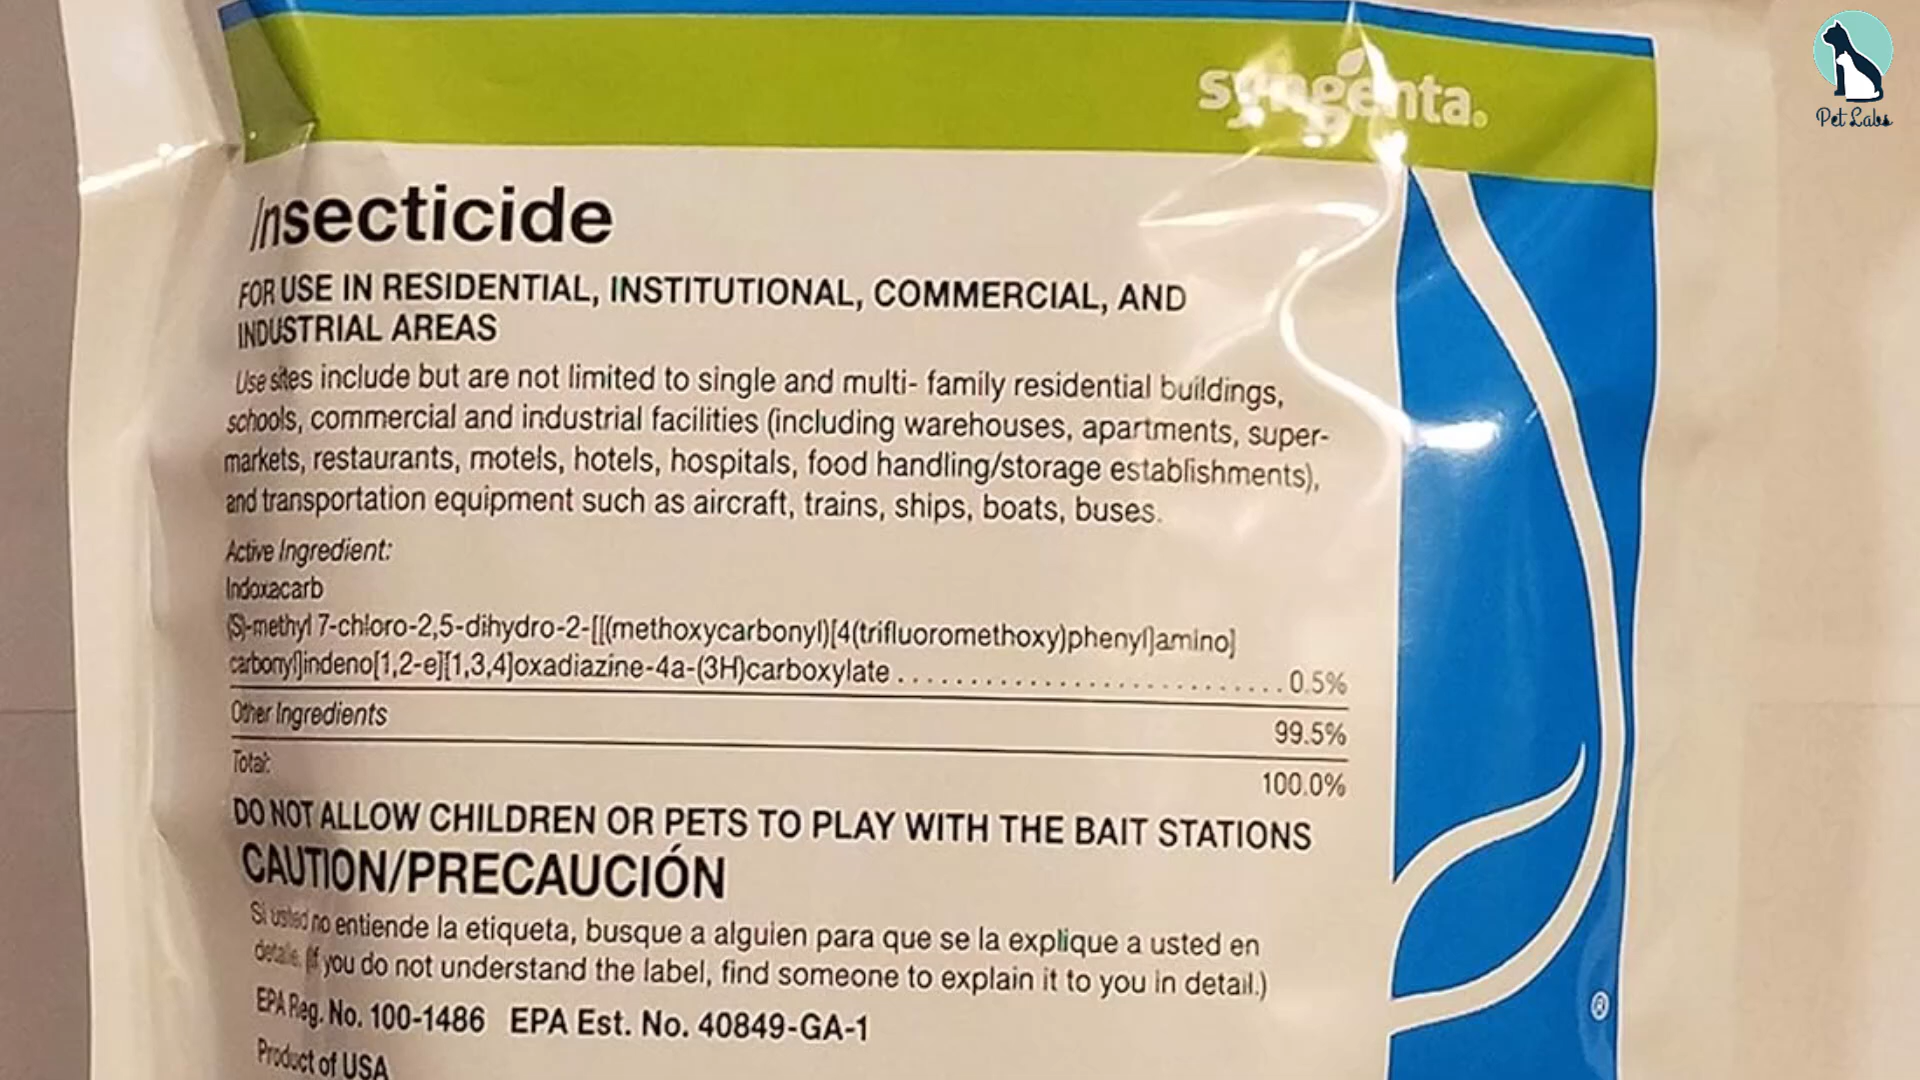 syngenta®
Pet Labs
Insecticide
FOR USE IN RESIDENTIAL, INSTITUTIONAL, COMMERCIAL, AND
INDUSTRIAL AREAS
Use sites include but are not limited to single and multi- family residential buildings,
schools, commercial and industrial facilities (including warehouses, apartments, super-
markets, restaurants, motels, hotels, hospitals, food handling/storage establishments),
and transportation equipment such as aircraft, trains, ships, boats, buses.
Active Ingredient:
Indoxacarb
(S)-methyl 7-chloro-2,5-dihydro-2-[[(methoxycarbonyl)[4(trifluoromethoxy)phenyl]amino]
carbonyl]indeno[1,2-e][1,3,4]oxadiazine-4a-(3H)carboxylate ............................ 0.5%
Other Ingredients 99.5%
Total: 100.0%
DO NOT ALLOW CHILDREN OR PETS TO PLAY WITH THE BAIT STATIONS
CAUTION/PRECAUCIÓN
Si usted no entiende la etiqueta, busque a alguien para que se la explique a usted en
detalle. (If you do not understand the label, find someone to explain it to you in detail.)
EPA Reg. No. 100-1486 EPA Est. No. 40849-GA-1
®
Product of USA